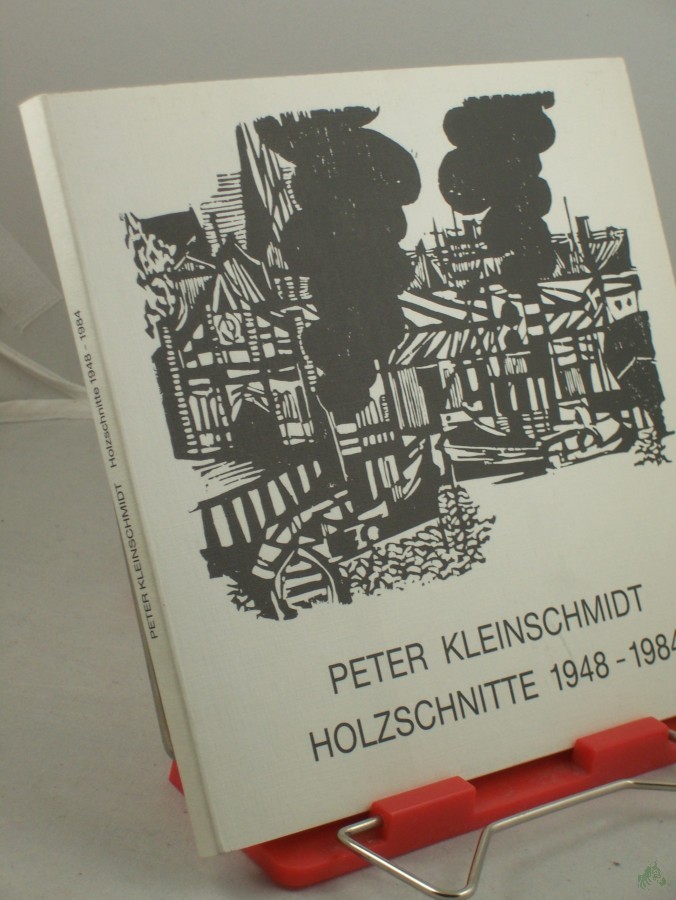 PETER KLEINSCHMIDT Holzschnitte 1948 - 1984
PETER KLEINSCHMIDT
HOLZSCHNITTE 1948 - 1984